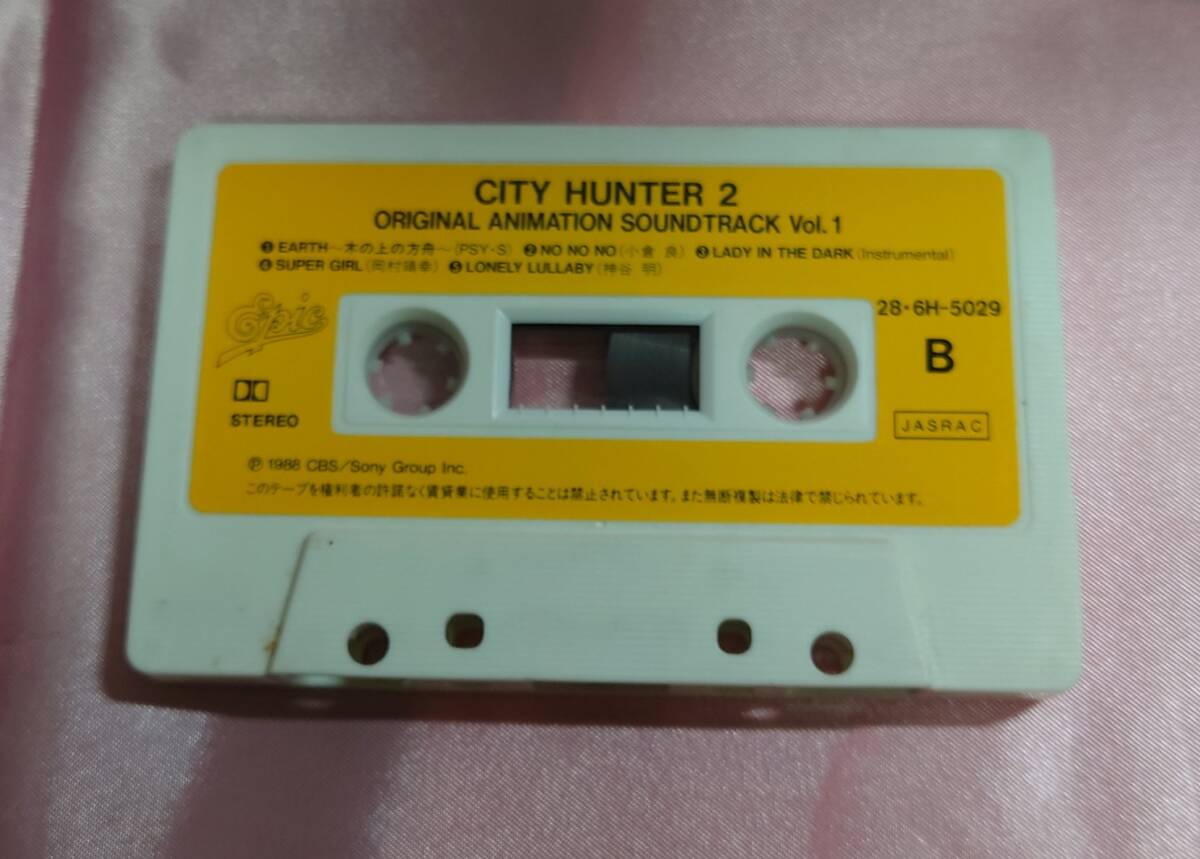 CITY HUNTER 2
ORIGINAL ANIMATION SOUNDTRACK Vol. 1
❶ EARTH～木の上の方舟～(PSY・S) ❷ NO NO NO (小倉 良) ❸ LADY IN THE DARK (Instrumental)
❹ SUPER GIRL (岡村靖幸) ❺ LONELY LULLABY (神谷 明)
Epic
28・6H-5029
B
STEREO
JASRAC
Ⓟ 1988 CBS/Sony Group Inc.
このテープを権利者の許諾なく賃貸業に使用することは禁止されています。また無断複製は法律で禁じられています。